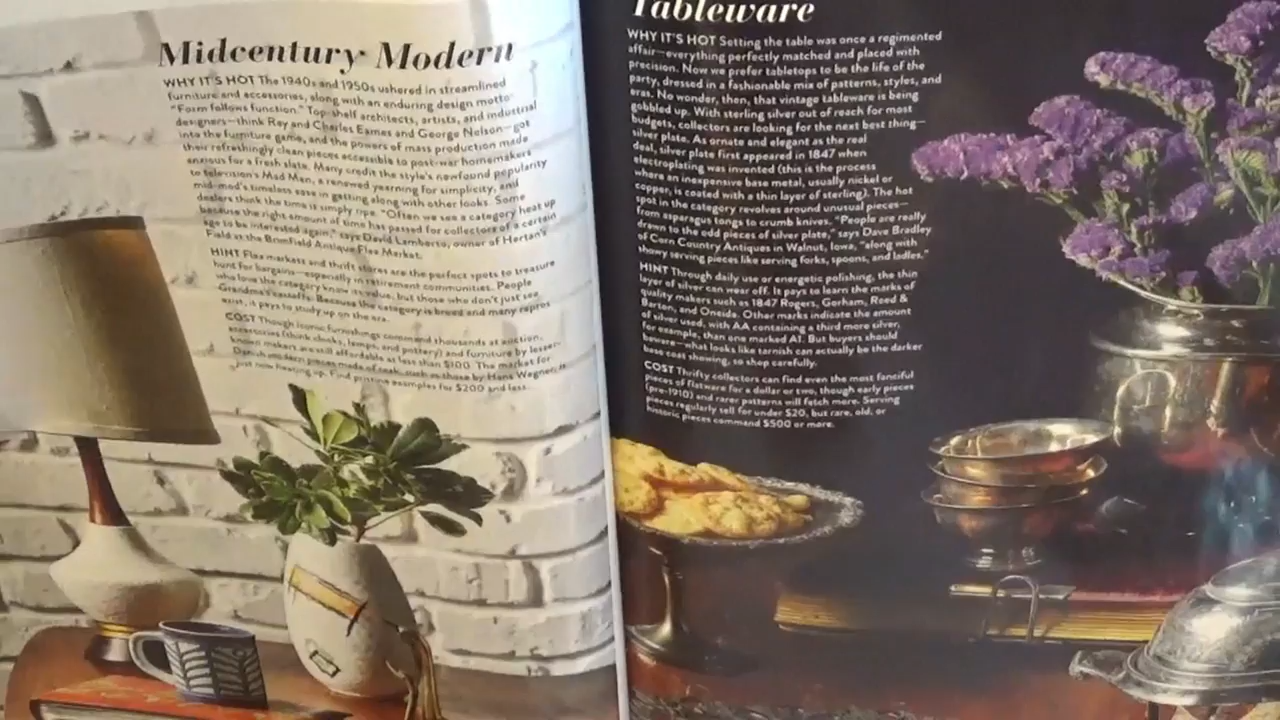 Midcentury Modern
WHY IT'S HOT The 1940s and 1950s ushered in streamlined
furniture and accessories, along with an enduring design motto
"Form follows function." Top-shelf architects, artists, and industrial
designers—think Ray and Charles Eames and George Nelson—got
into the furniture game, and the powers of mass production made
their refreshingly clean pieces accessible to post-war homemakers
anxious for a fresh slate. Many credit the style's newfound popularity
to television's Mad Men, a renewed yearning for simplicity, and
mid-mod's timeless ease in getting along with other looks. Some
dealers think the time is simply ripe. "Often we see a category heat up
because the right amount of time has passed for collectors of a certain
age to be interested again," says David Lamberto, owner of Hertan's
Field at the Brimfield Antique Flea Market.
HINT Flea markets and thrift stores are the perfect spots to treasure
hunt for bargains—especially in retirement communities. People
who love the category know its value, but those who don't just see
Grandma's castoffs. Because the category is broad and many repros
exist, it pays to study up on the era.
COST Though iconic furnishings command thousands at auction,
accessories (think clocks, lamps, and pottery) and furniture by lesser-
known makers are still affordable at less than $100. The market for
Danish modern pieces made of teak, such as those by Hans Wegner, is
just now heating up. Find pristine examples for $200 and less.
Tableware
WHY IT'S HOT Setting the table was once a regimented
affair—everything perfectly matched and placed with
precision. Now we prefer tabletops to be the life of the
party, dressed in a fashionable mix of patterns, styles, and
eras. No wonder, then, that vintage tableware is being
gobbled up. With sterling silver out of reach for most
budgets, collectors are looking for the next best thing—
silver plate. As ornate and elegant as the real
deal, silver plate first appeared in 1847 when
electroplating was invented (this is the process
where an inexpensive base metal, usually nickel or
copper, is coated with a thin layer of sterling). The hot
spot in the category revolves around unusual pieces—
from asparagus tongs to crumb knives. "People are really
drawn to the odd pieces of silver plate," says Dave Bradley
of Corn Country Antiques in Walnut, Iowa, "along with
showy serving pieces like serving forks, spoons, and ladles."
HINT Through daily use or energetic polishing, the thin
layer of silver can wear off. It pays to learn the marks of
quality makers such as 1847 Rogers, Gorham, Reed &
Barton, and Oneida. Other marks indicate the amount
of silver used, with AA containing a third more silver,
for example, than one marked A1. But buyers should
beware—what looks like tarnish can actually be the darker
base coat showing, so shop carefully.
COST Thrifty collectors can find even the most fanciful
pieces of flatware for a dollar or two, though early pieces
(pre-1910) and rarer patterns will fetch more. Serving
pieces regularly sell for under $20, but rare, old, or
historic pieces command $500 or more.